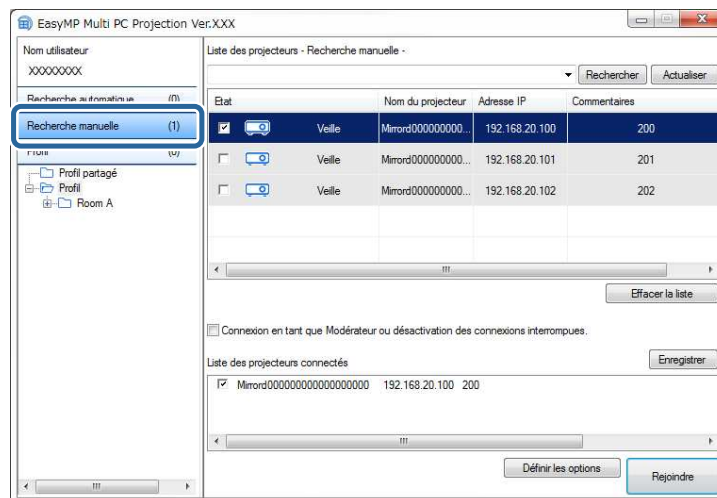 EasyMP Multi PC Projection Ver.XXX
Nom utilisateur
XXXXXXXX
Recherche automatique (0)
Recherche manuelle (1)
Profil (0)
Profil partagé
Profil
Room A
Liste des projecteurs - Recherche manuelle -
Rechercher Actualiser
Etat Nom du projecteur Adresse IP Commentaires
Veille Mirrord000000000... 192.168.20.100 200
Veille Mirrord000000000... 192.168.20.101 201
Veille Mirrord000000000... 192.168.20.102 202
Effacer la liste
Connexion en tant que Modérateur ou désactivation des connexions interrompues.
Liste des projecteurs connectés Enregistrer
Mirrord000000000000000000 192.168.20.100 200
Définir les options Rejoindre